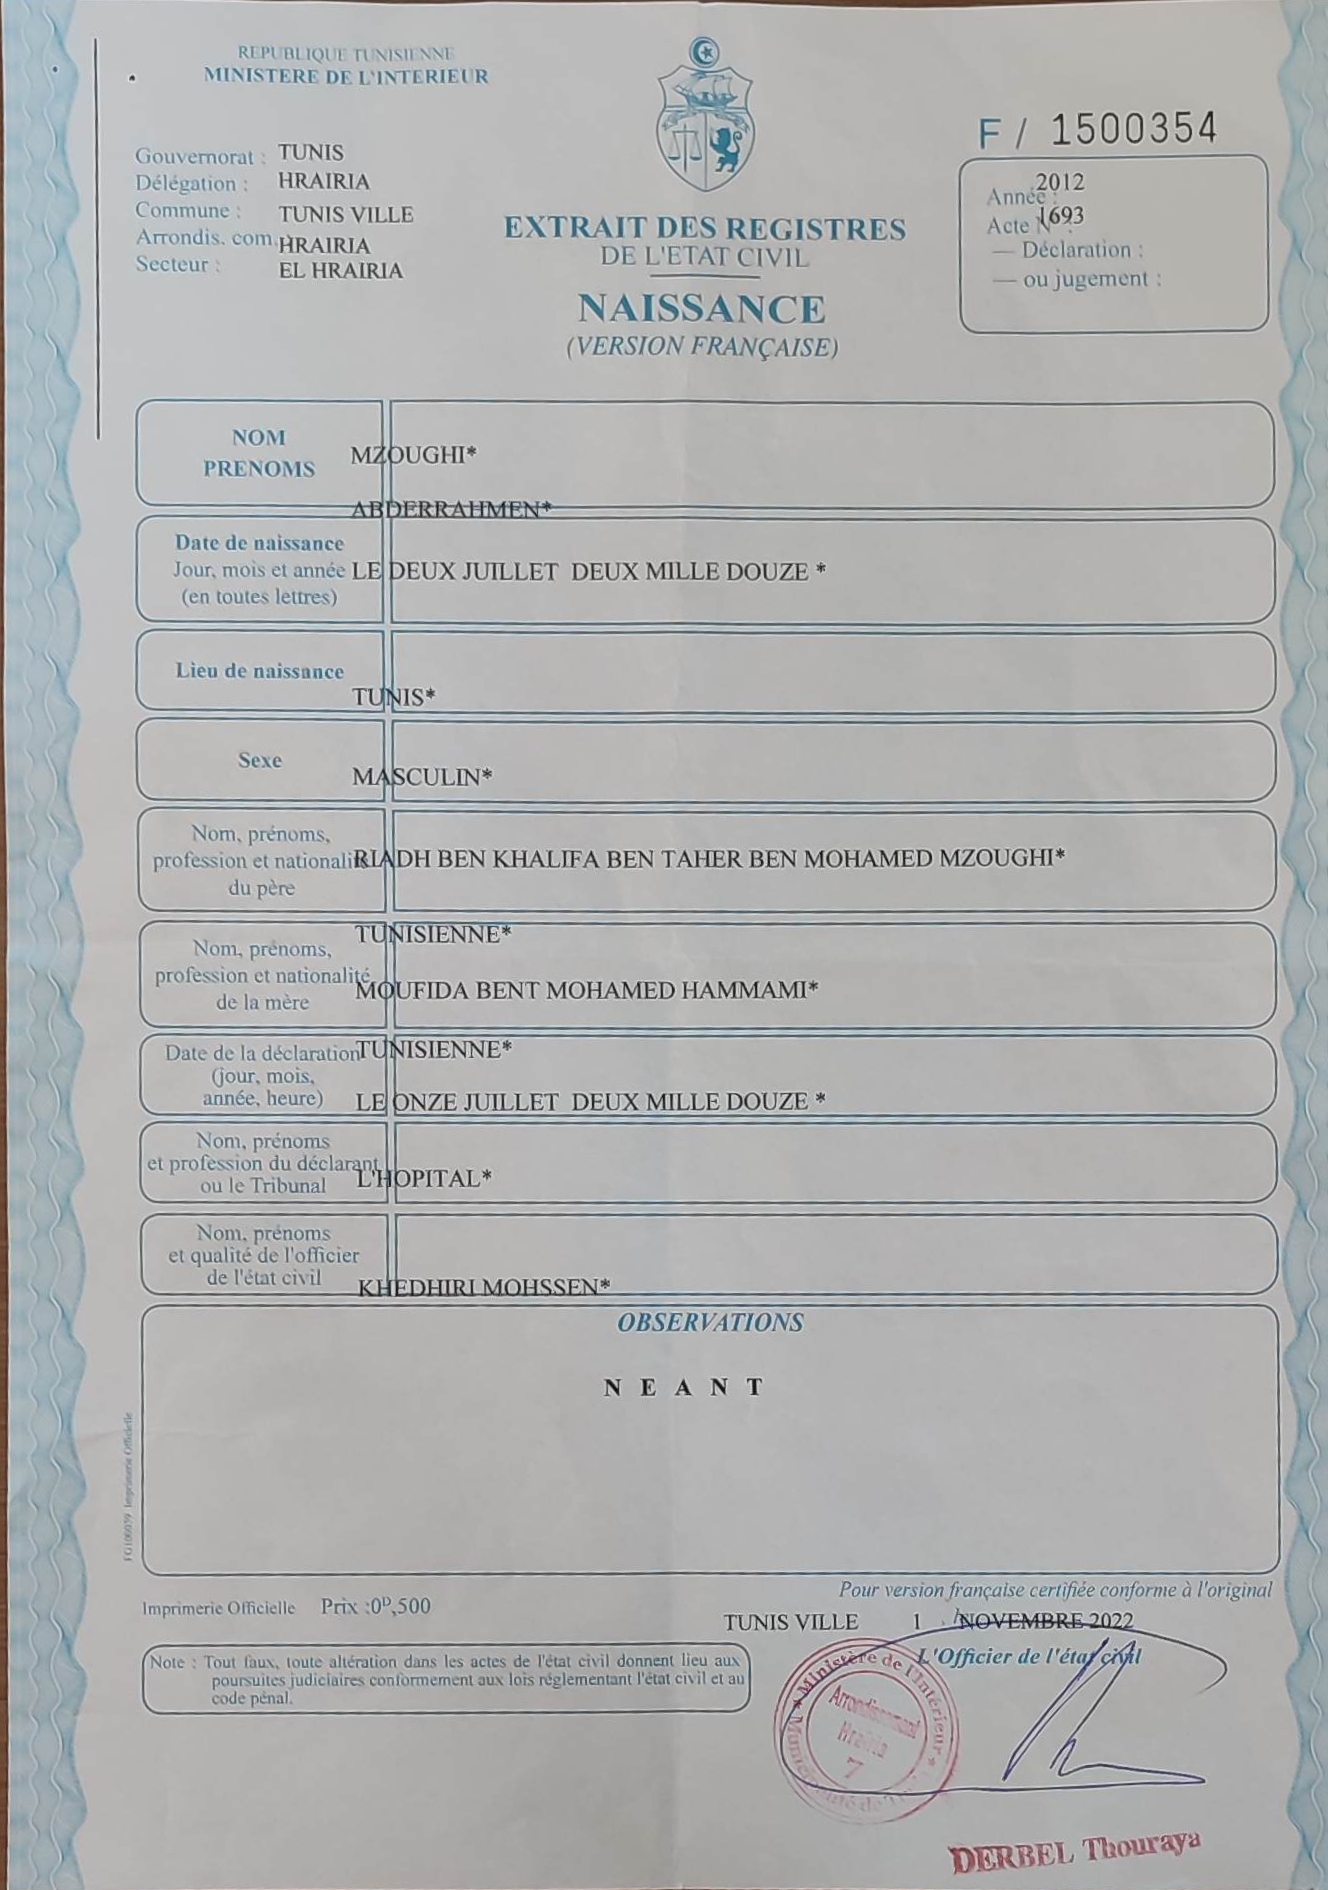 REPUBLIQUE TUNISIENNE
MINISTERE DE L'INTERIEUR
Gouvernorat : TUNIS
Délégation : HRAIRIA
Commune : TUNIS VILLE
Arrondis. com. HRAIRIA
Secteur : EL HRAIRIA
EXTRAIT DES REGISTRES
DE L'ETAT CIVIL
NAISSANCE
(VERSION FRANÇAISE)
F / 1500354
Année : 2012
Acte N° : 1693
— Déclaration :
— ou jugement :
NOM
PRENOMS
MZOUGHI*
ABDERRAHMEN*
Date de naissance
Jour, mois et année
(en toutes lettres)
LE DEUX JUILLET DEUX MILLE DOUZE *
Lieu de naissance
TUNIS*
Sexe
MASCULIN*
Nom, prénoms,
profession et nationalité
du père
RIADH BEN KHALIFA BEN TAHER BEN MOHAMED MZOUGHI*
TUNISIENNE*
Nom, prénoms,
profession et nationalité
de la mère
MOUFIDA BENT MOHAMED HAMMAMI*
TUNISIENNE*
Date de la déclaration
(jour, mois,
année, heure)
LE ONZE JUILLET DEUX MILLE DOUZE *
Nom, prénoms
et profession du déclarant
ou le Tribunal
L'HOPITAL*
Nom, prénoms
et qualité de l'officier
de l'état civil
KHEDHIRI MOHSSEN*
OBSERVATIONS
N E A N T
FG100039 Imprimerie Officielle
Pour version française certifiée conforme à l'original
Imprimerie Officielle Prix :0ᴰ,500
TUNIS VILLE 1 NOVEMBRE 2022
L'Officier de l'état civil
Note : Tout faux, toute altération dans les actes de l'état civil donnent lieu aux
poursuites judiciaires conformement aux lois réglementant l'état civil et au
code pénal.
Ministère de l'Intérieur *
Arrondissement
Hrairia
7
Municipalité de
DERBEL Thouraya